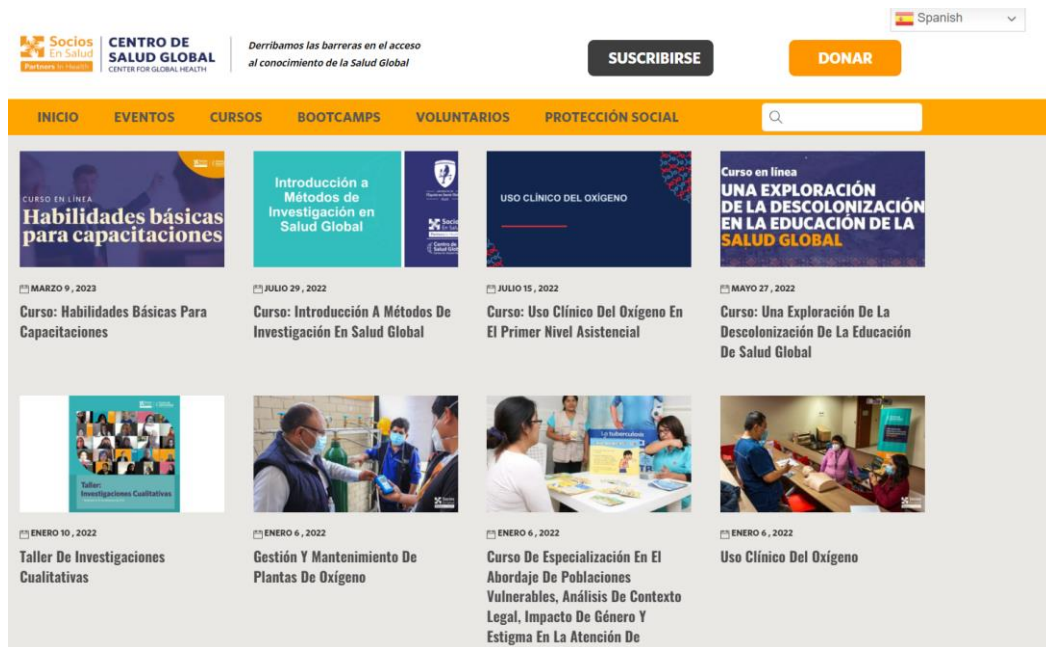 Spanish
Socios
En Salud
Partners In Health
CENTRO DE
SALUD GLOBAL
CENTER FOR GLOBAL HEALTH
Derribamos las barreras en el acceso
al conocimiento de la Salud Global
SUSCRIBIRSE
DONAR
INICIO EVENTOS CURSOS BOOTCAMPS VOLUNTARIOS PROTECCIÓN SOCIAL
CURSO EN LÍNEA
Habilidades básicas
para capacitaciones
Introducción a
Métodos de
Investigación en
Salud Global
USO CLÍNICO DEL OXÍGENO
Curso en línea
UNA EXPLORACIÓN
DE LA DESCOLONIZACIÓN
EN LA EDUCACIÓN DE LA
SALUD GLOBAL
MARZO 9 , 2023
Curso: Habilidades Básicas Para
Capacitaciones
JULIO 29 , 2022
Curso: Introducción A Métodos De
Investigación En Salud Global
JULIO 15 , 2022
Curso: Uso Clínico Del Oxígeno En
El Primer Nivel Asistencial
MAYO 27 , 2022
Curso: Una Exploración De La
Descolonización De La Educación
De Salud Global
Taller:
Investigaciones Cualitativas
La tuberculosis
Socios
ENERO 10 , 2022
Taller De Investigaciones
Cualitativas
ENERO 6 , 2022
Gestión Y Mantenimiento De
Plantas De Oxígeno
ENERO 6 , 2022
Curso De Especialización En El
Abordaje De Poblaciones
Vulnerables, Análisis De Contexto
Legal, Impacto De Género Y
Estigma En La Atención De
ENERO 6 , 2022
Uso Clínico Del Oxígeno